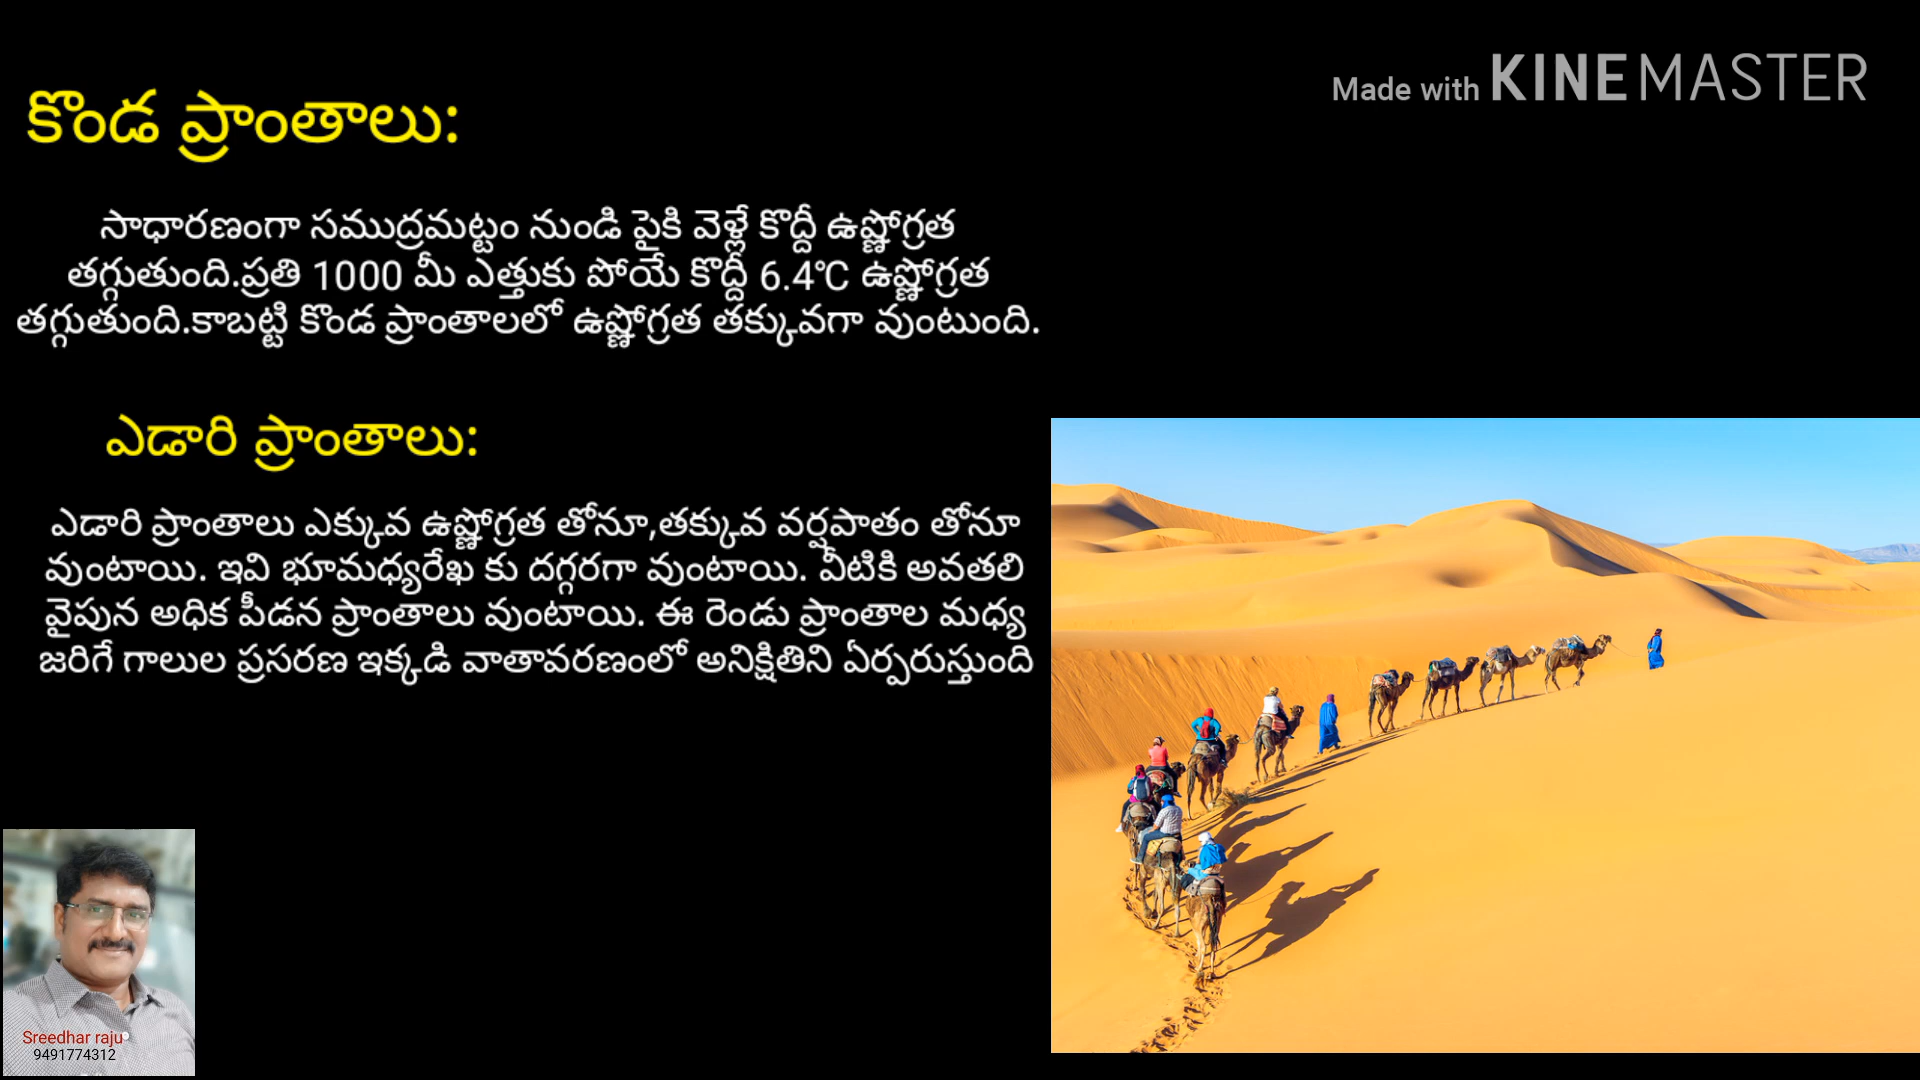 Made with KINEMASTER
కొండ ప్రాంతాలు:
సాధారణంగా సముద్రమట్టం నుండి పైకి వెళ్లే కొద్దీ ఉష్ణోగ్రత
తగ్గుతుంది.ప్రతి 1000 మీ ఎత్తుకు పోయే కొద్దీ 6.4℃ ఉష్ణోగ్రత
తగ్గుతుంది.కాబట్టి కొండ ప్రాంతాలలో ఉష్ణోగ్రత తక్కువగా వుంటుంది.
ఎడారి ప్రాంతాలు:
ఎడారి ప్రాంతాలు ఎక్కువ ఉష్ణోగ్రత తోనూ,తక్కువ వర్షపాతం తోనూ
వుంటాయి. ఇవి భూమధ్యరేఖ కు దగ్గరగా వుంటాయి. వీటికి అవతలి
వైపున అధిక పీడన ప్రాంతాలు వుంటాయి. ఈ రెండు ప్రాంతాల మధ్య
జరిగే గాలుల ప్రసరణ ఇక్కడి వాతావరణంలో అనిక్షితిని ఏర్పరుస్తుంది
Sreedhar raju
9491774312